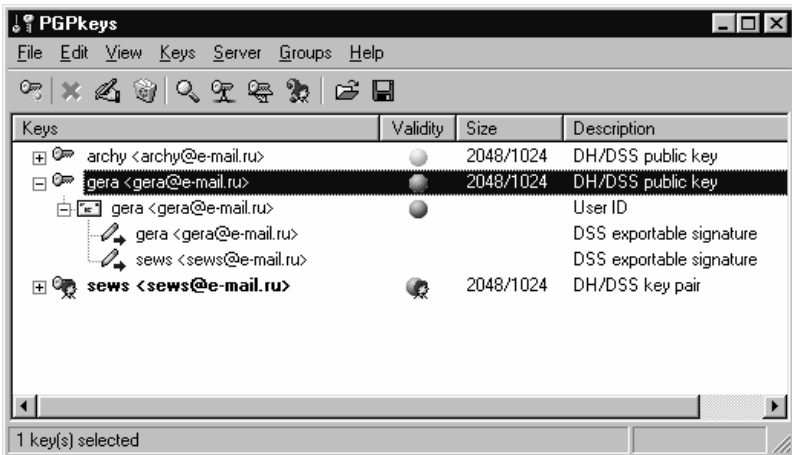 PGPkeys
File Edit View Keys Server Groups Help
Keys Validity Size Description
archy <archy@e-mail.ru> 2048/1024 DH/DSS public key
gera <gera@e-mail.ru> 2048/1024 DH/DSS public key
gera <gera@e-mail.ru> User ID
gera <gera@e-mail.ru> DSS exportable signature
sews <sews@e-mail.ru> DSS exportable signature
sews <sews@e-mail.ru> 2048/1024 DH/DSS key pair
1 key(s) selected